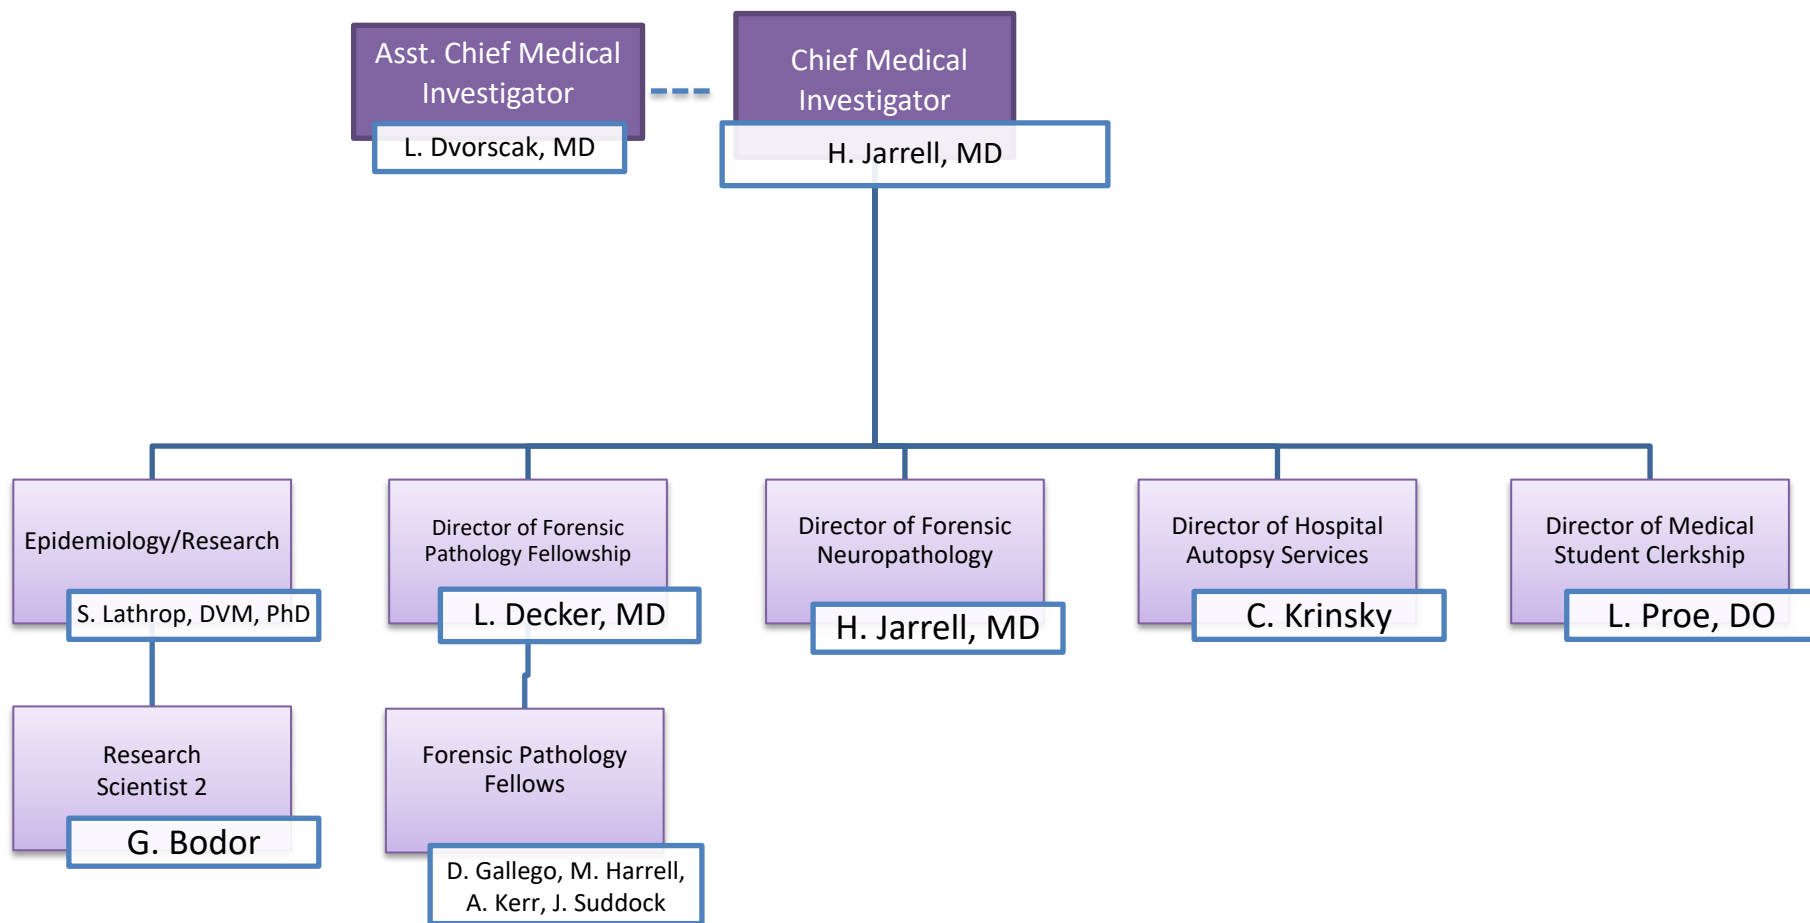 Asst. Chief Medical
Investigator
L. Dvorscak, MD
Chief Medical
Investigator
H. Jarrell, MD
Epidemiology/Research
S. Lathrop, DVM, PhD
Director of Forensic
Pathology Fellowship
L. Decker, MD
Director of Forensic
Neuropathology
H. Jarrell, MD
Director of Hospital
Autopsy Services
C. Krinsky
Director of Medical
Student Clerkship
L. Proe, DO
Research
Scientist 2
G. Bodor
Forensic Pathology
Fellows
D. Gallego, M. Harrell,
A. Kerr, J. Suddock